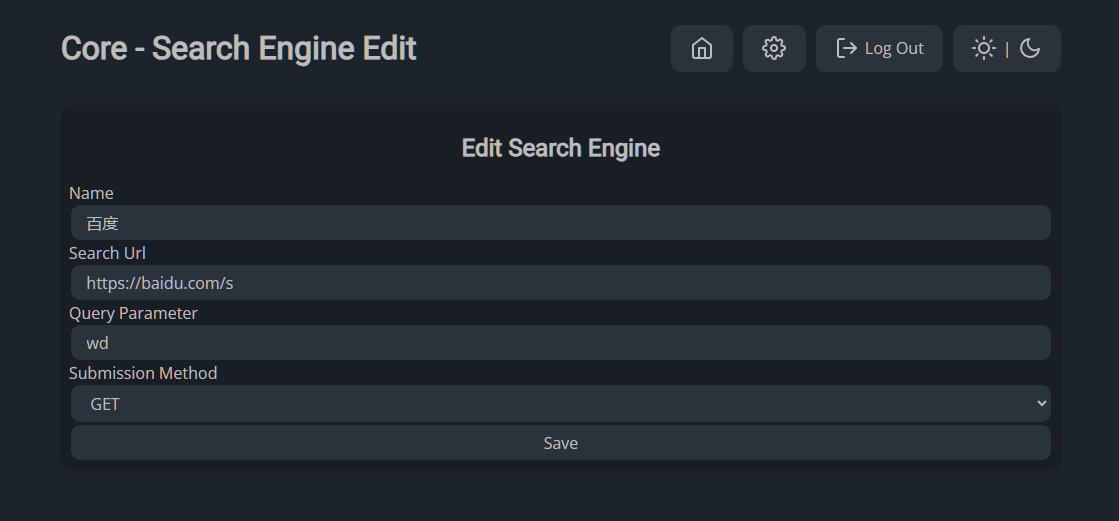 Core - Search Engine Edit
Log Out
|
Edit Search Engine
Name
百度
Search Url
https://baidu.com/s
Query Parameter
wd
Submission Method
GET
Save